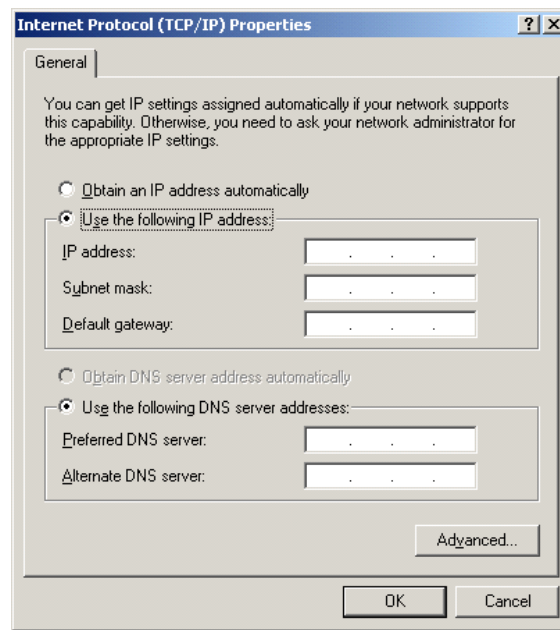 Internet Protocol (TCP/IP) Properties
General
You can get IP settings assigned automatically if your network supports
this capability. Otherwise, you need to ask your network administrator for
the appropriate IP settings.
Obtain an IP address automatically
Use the following IP address:
IP address:
Subnet mask:
Default gateway:
Obtain DNS server address automatically
Use the following DNS server addresses:
Preferred DNS server:
Alternate DNS server:
Advanced...
OK
Cancel